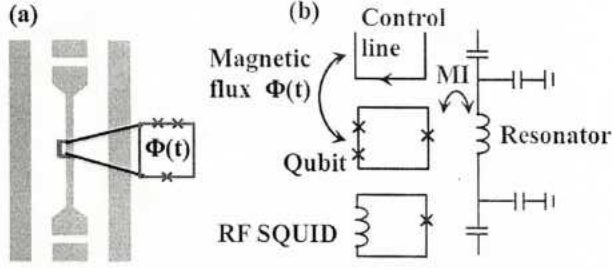 (a)
Φ(t)
(b)
Control
line
Magnetic
flux Φ(t)
MI
Resonator
Qubit
RF SQUID